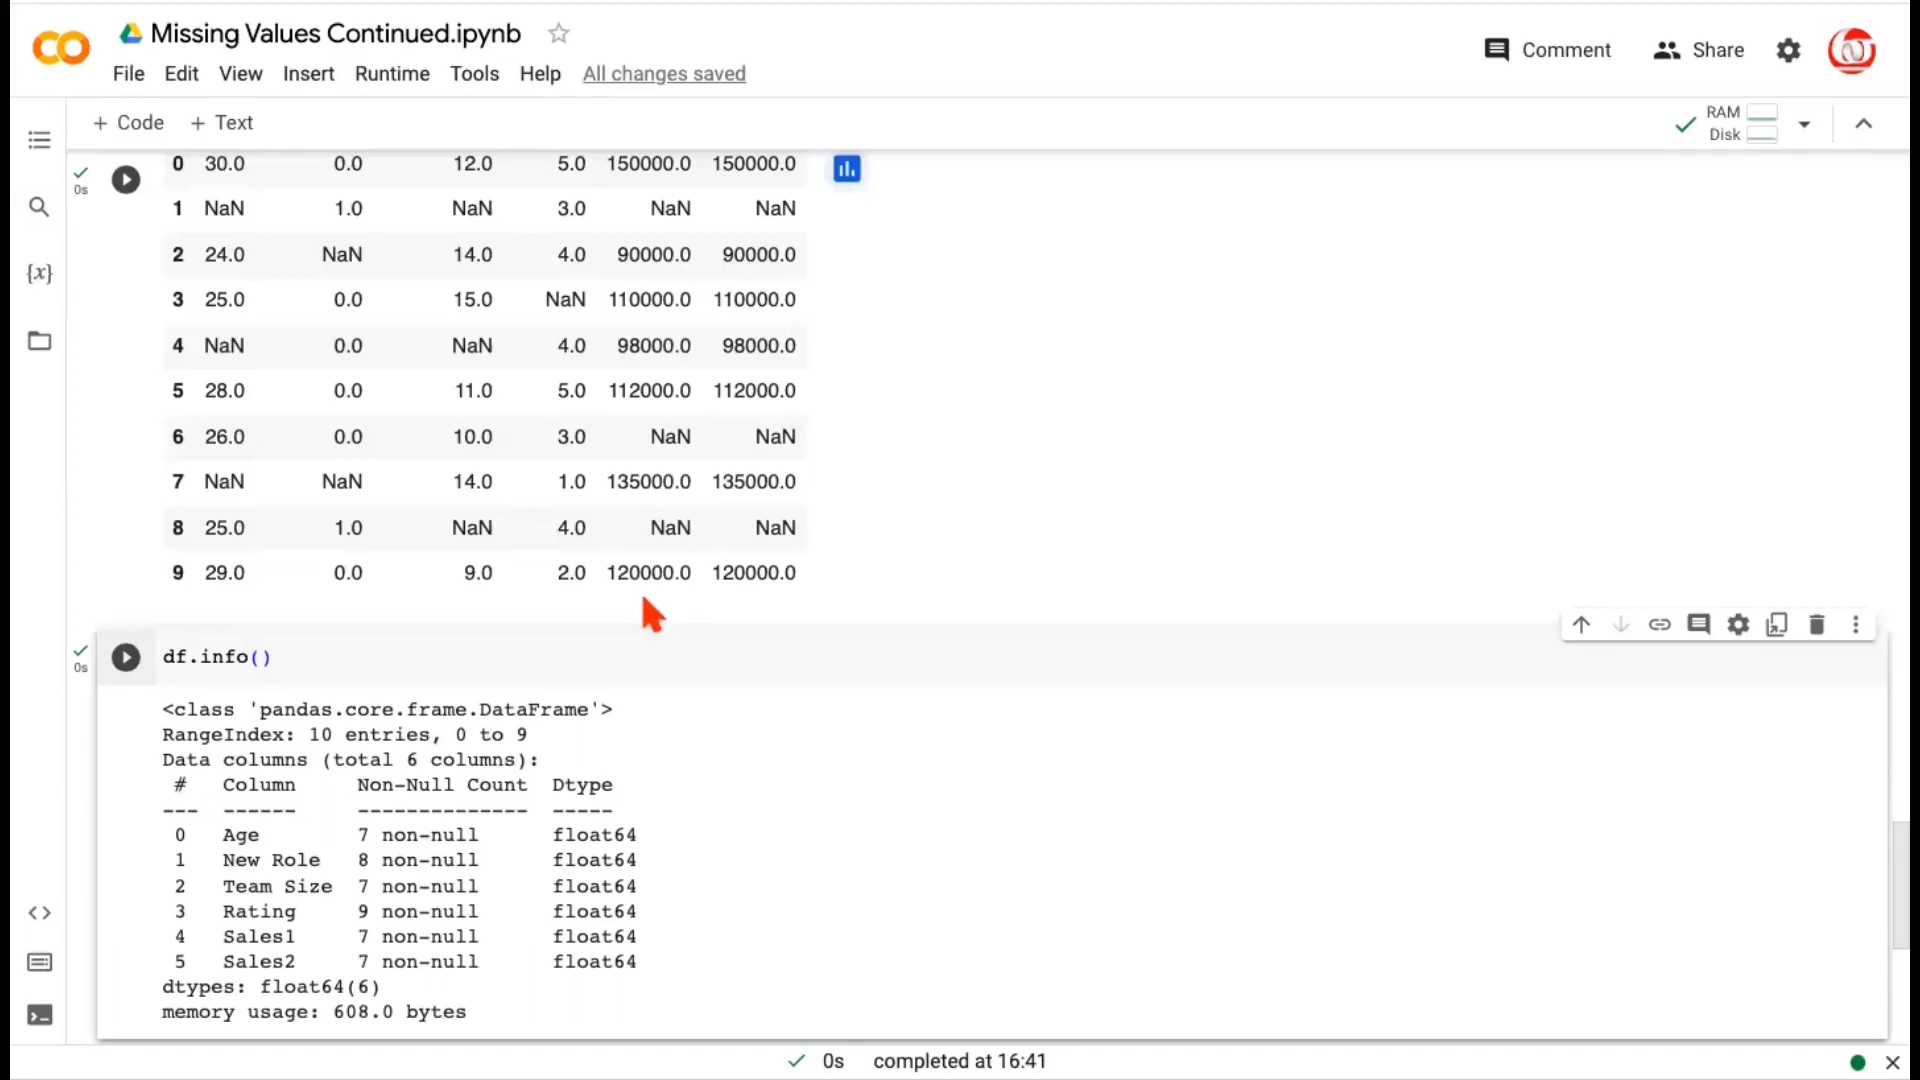 Missing Values Continued.ipynb
Comment
Share
File Edit View Insert Runtime Tools Help All changes saved
+ Code + Text
RAM
Disk
0 30.0 0.0 12.0 5.0 150000.0 150000.0
0s
1 NaN 1.0 NaN 3.0 NaN NaN
2 24.0 NaN 14.0 4.0 90000.0 90000.0
{x}
3 25.0 0.0 15.0 NaN 110000.0 110000.0
4 NaN 0.0 NaN 4.0 98000.0 98000.0
5 28.0 0.0 11.0 5.0 112000.0 112000.0
6 26.0 0.0 10.0 3.0 NaN NaN
7 NaN NaN 14.0 1.0 135000.0 135000.0
8 25.0 1.0 NaN 4.0 NaN NaN
9 29.0 0.0 9.0 2.0 120000.0 120000.0
0s
df.info()
<class 'pandas.core.frame.DataFrame'>
RangeIndex: 10 entries, 0 to 9
Data columns (total 6 columns):
# Column Non-Null Count Dtype
--- ------ -------------- -----
0 Age 7 non-null float64
1 New Role 8 non-null float64
2 Team Size 7 non-null float64
3 Rating 9 non-null float64
4 Sales1 7 non-null float64
5 Sales2 7 non-null float64
dtypes: float64(6)
memory usage: 608.0 bytes
0s completed at 16:41